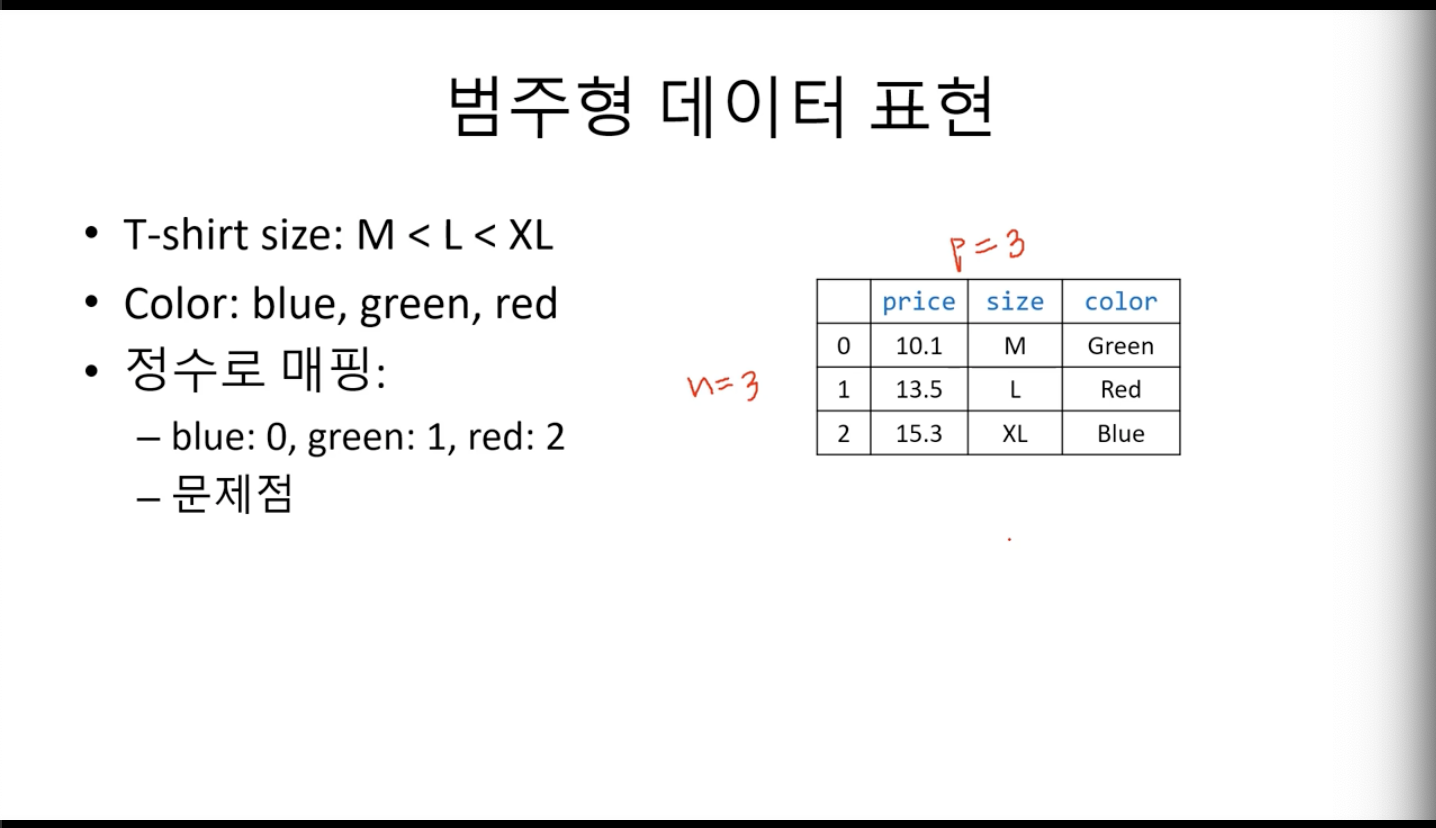 범주형 데이터 표현
• T-shirt size: M < L < XL
• Color: blue, green, red
• 정수로 매핑:
– blue: 0, green: 1, red: 2
– 문제점
p=3
n=3
price size color
0 10.1 M Green
1 13.5 L Red
2 15.3 XL Blue